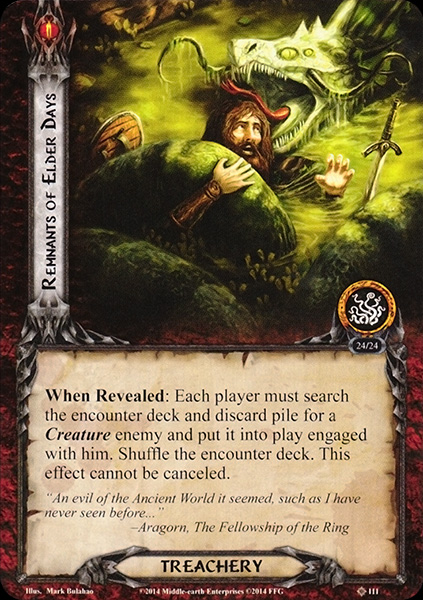 REMNANTS OF ELDER DAYS
24/24
When Revealed: Each player must search
the encounter deck and discard pile for a
Creature enemy and put it into play engaged
with him. Shuffle the encounter deck. This
effect cannot be canceled.
"An evil of the Ancient World it seemed, such as I have
never seen before..."
–Aragorn, The Fellowship of the Ring
TREACHERY
Illus. Mark Bulahao ©2014 Middle-earth Enterprises ©2014 FFG 111